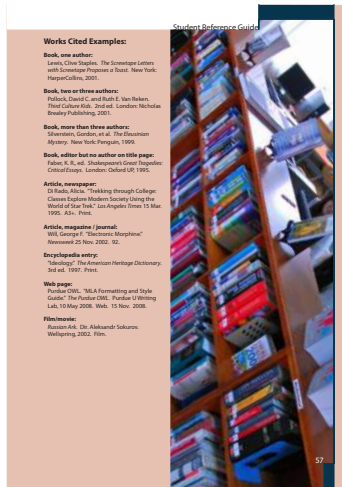 Student Reference Guide
Works Cited Examples:
Book, one author:
Lewis, Clive Staples. The Screwtape Letters
with Screwtape Proposes a Toast. New York:
HarperCollins, 2001.
Book, two or three authors:
Pollock, David C. and Ruth E. Van Reken.
Third Culture Kids. 2nd ed. London: Nicholas
Brealey Publishing, 2001.
Book, more than three authors:
Silverstein, Gordon, et al. The Eleusinian
Mystery. New York: Penguin, 1999.
Book, editor but no author on title page:
Faber, K. R., ed. Shakespeare's Great Tragedies:
Critical Essays. London: Oxford UP, 1995.
Article, newspaper:
Di Rado, Alicia. "Trekking through College:
Classes Explore Modern Society Using the
World of Star Trek." Los Angeles Times 15 Mar.
1995. A3+. Print.
Article, magazine / journal:
Will, George F. "Electronic Morphine."
Newsweek 25 Nov. 2002. 92.
Encyclopedia entry:
"Ideology." The American Heritage Dictionary.
3rd ed. 1997. Print.
Web page:
Purdue OWL. "MLA Formatting and Style
Guide." The Purdue OWL. Purdue U Writing
Lab, 10 May 2008. Web. 15 Nov. 2008.
Film/movie:
Russian Ark. Dir. Aleksandr Sokurov.
Wellspring, 2002. Film.
57